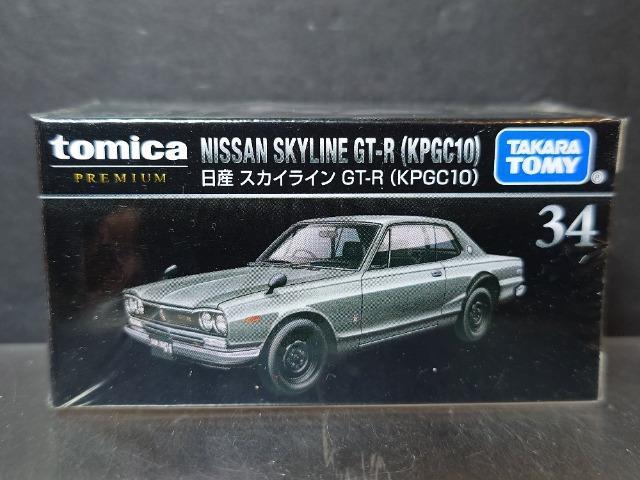 tomica
PREMIUM
NISSAN SKYLINE GT-R (KPGC10)
日産 スカイライン GT-R (KPGC10)
TAKARA
TOMY
®
34